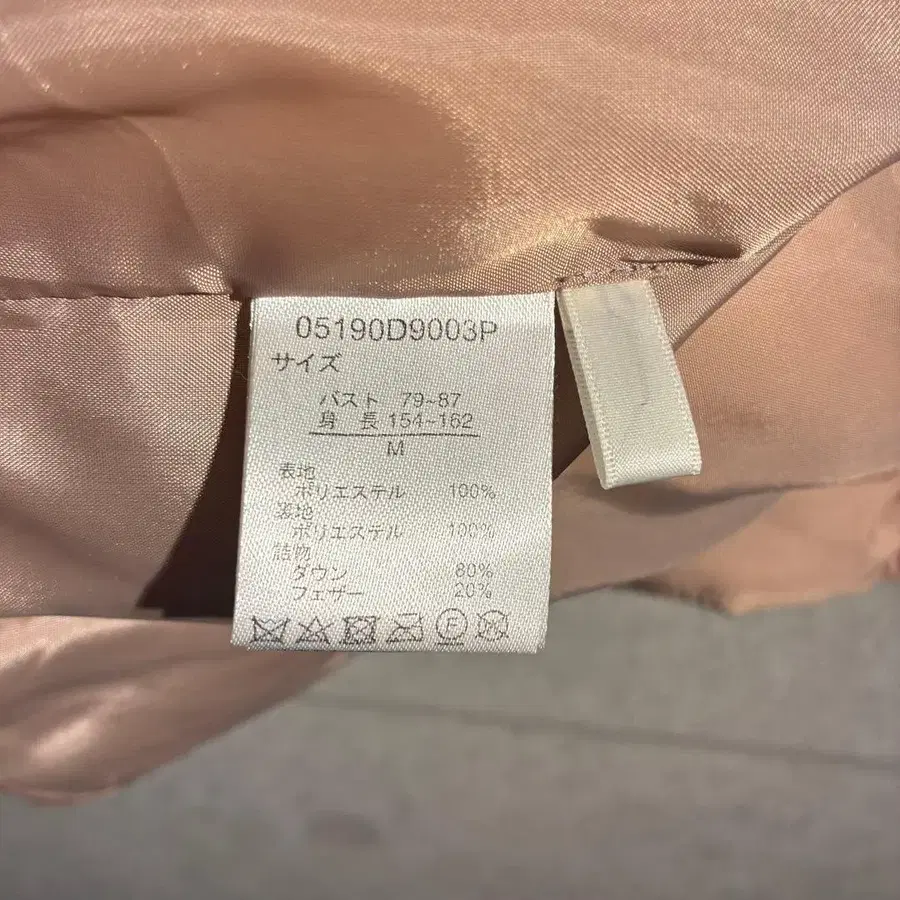 05190D9003P
サイズ
バスト 79~87
身 長 154~162
M
表地
ポリエステル 100%
裏地
ポリエステル 100%
詰物
ダウン 80%
フェザー 20%
F